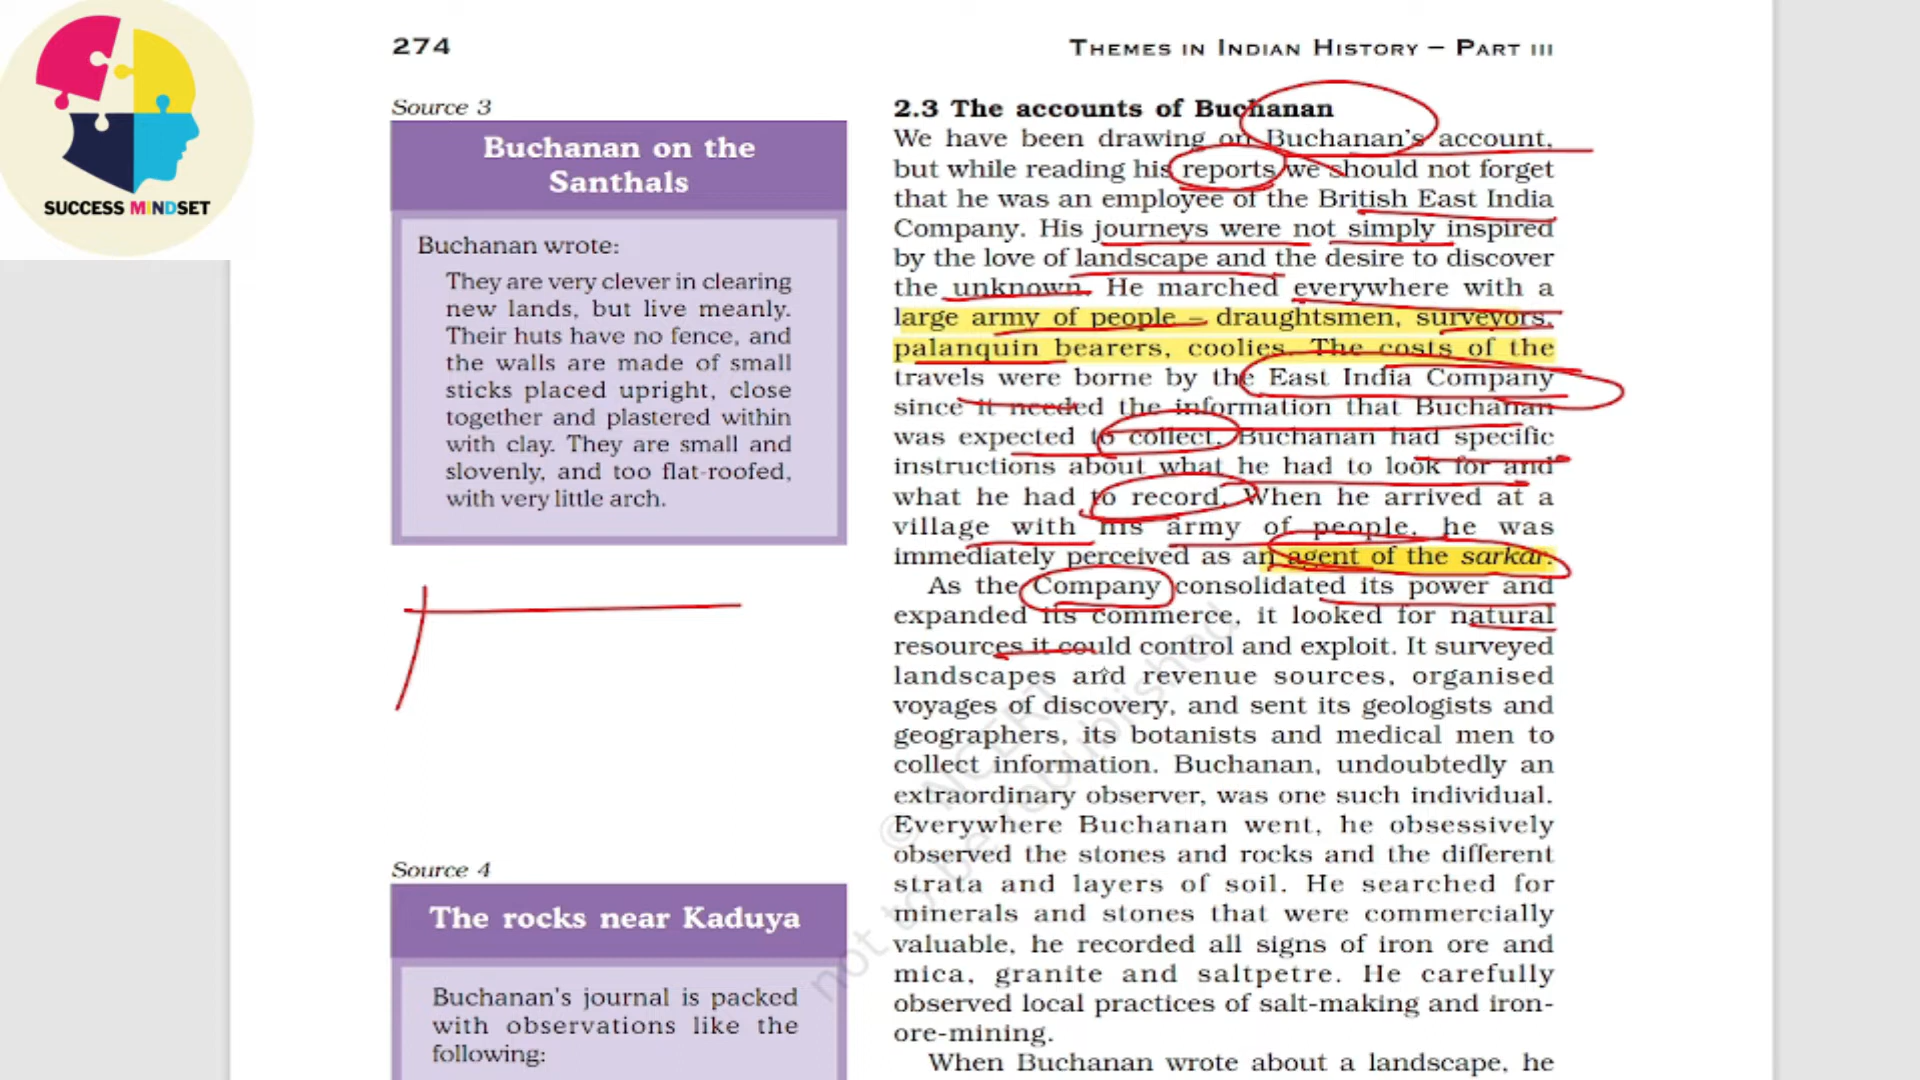 SUCCESS MINDSET
274
THEMES IN INDIAN HISTORY – PART III
Source 3
Buchanan on the
Santhals
Buchanan wrote:
They are very clever in clearing
new lands, but live meanly.
Their huts have no fence, and
the walls are made of small
sticks placed upright, close
together and plastered within
with clay. They are small and
slovenly, and too flat-roofed,
with very little arch.
Source 4
The rocks near Kaduya
Buchanan's journal is packed
with observations like the
following:
2.3 The accounts of Buchanan
We have been drawing on Buchanan's account,
but while reading his reports we should not forget
that he was an employee of the British East India
Company. His journeys were not simply inspired
by the love of landscape and the desire to discover
the unknown. He marched everywhere with a
large army of people – draughtsmen, surveyors,
palanquin bearers, coolies. The costs of the
travels were borne by the East India Company
since it needed the information that Buchanan
was expected to collect. Buchanan had specific
instructions about what he had to look for and
what he had to record. When he arrived at a
village with his army of people, he was
immediately perceived as an agent of the sarkar.
As the Company consolidated its power and
expanded its commerce, it looked for natural
resources it could control and exploit. It surveyed
landscapes and revenue sources, organised
voyages of discovery, and sent its geologists and
geographers, its botanists and medical men to
collect information. Buchanan, undoubtedly an
extraordinary observer, was one such individual.
Everywhere Buchanan went, he obsessively
observed the stones and rocks and the different
strata and layers of soil. He searched for
minerals and stones that were commercially
valuable, he recorded all signs of iron ore and
mica, granite and saltpetre. He carefully
observed local practices of salt-making and iron-
ore-mining.
When Buchanan wrote about a landscape, he
© NCERT
not to be republished